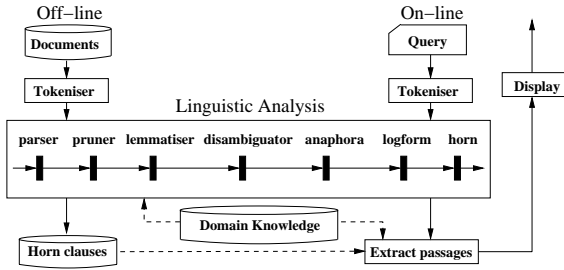 Off−line
On−line
Documents
Query
Tokeniser
Tokeniser
Display
Linguistic Analysis
parser pruner lemmatiser disambiguator anaphora logform horn
Domain Knowledge
Horn clauses
Extract passages